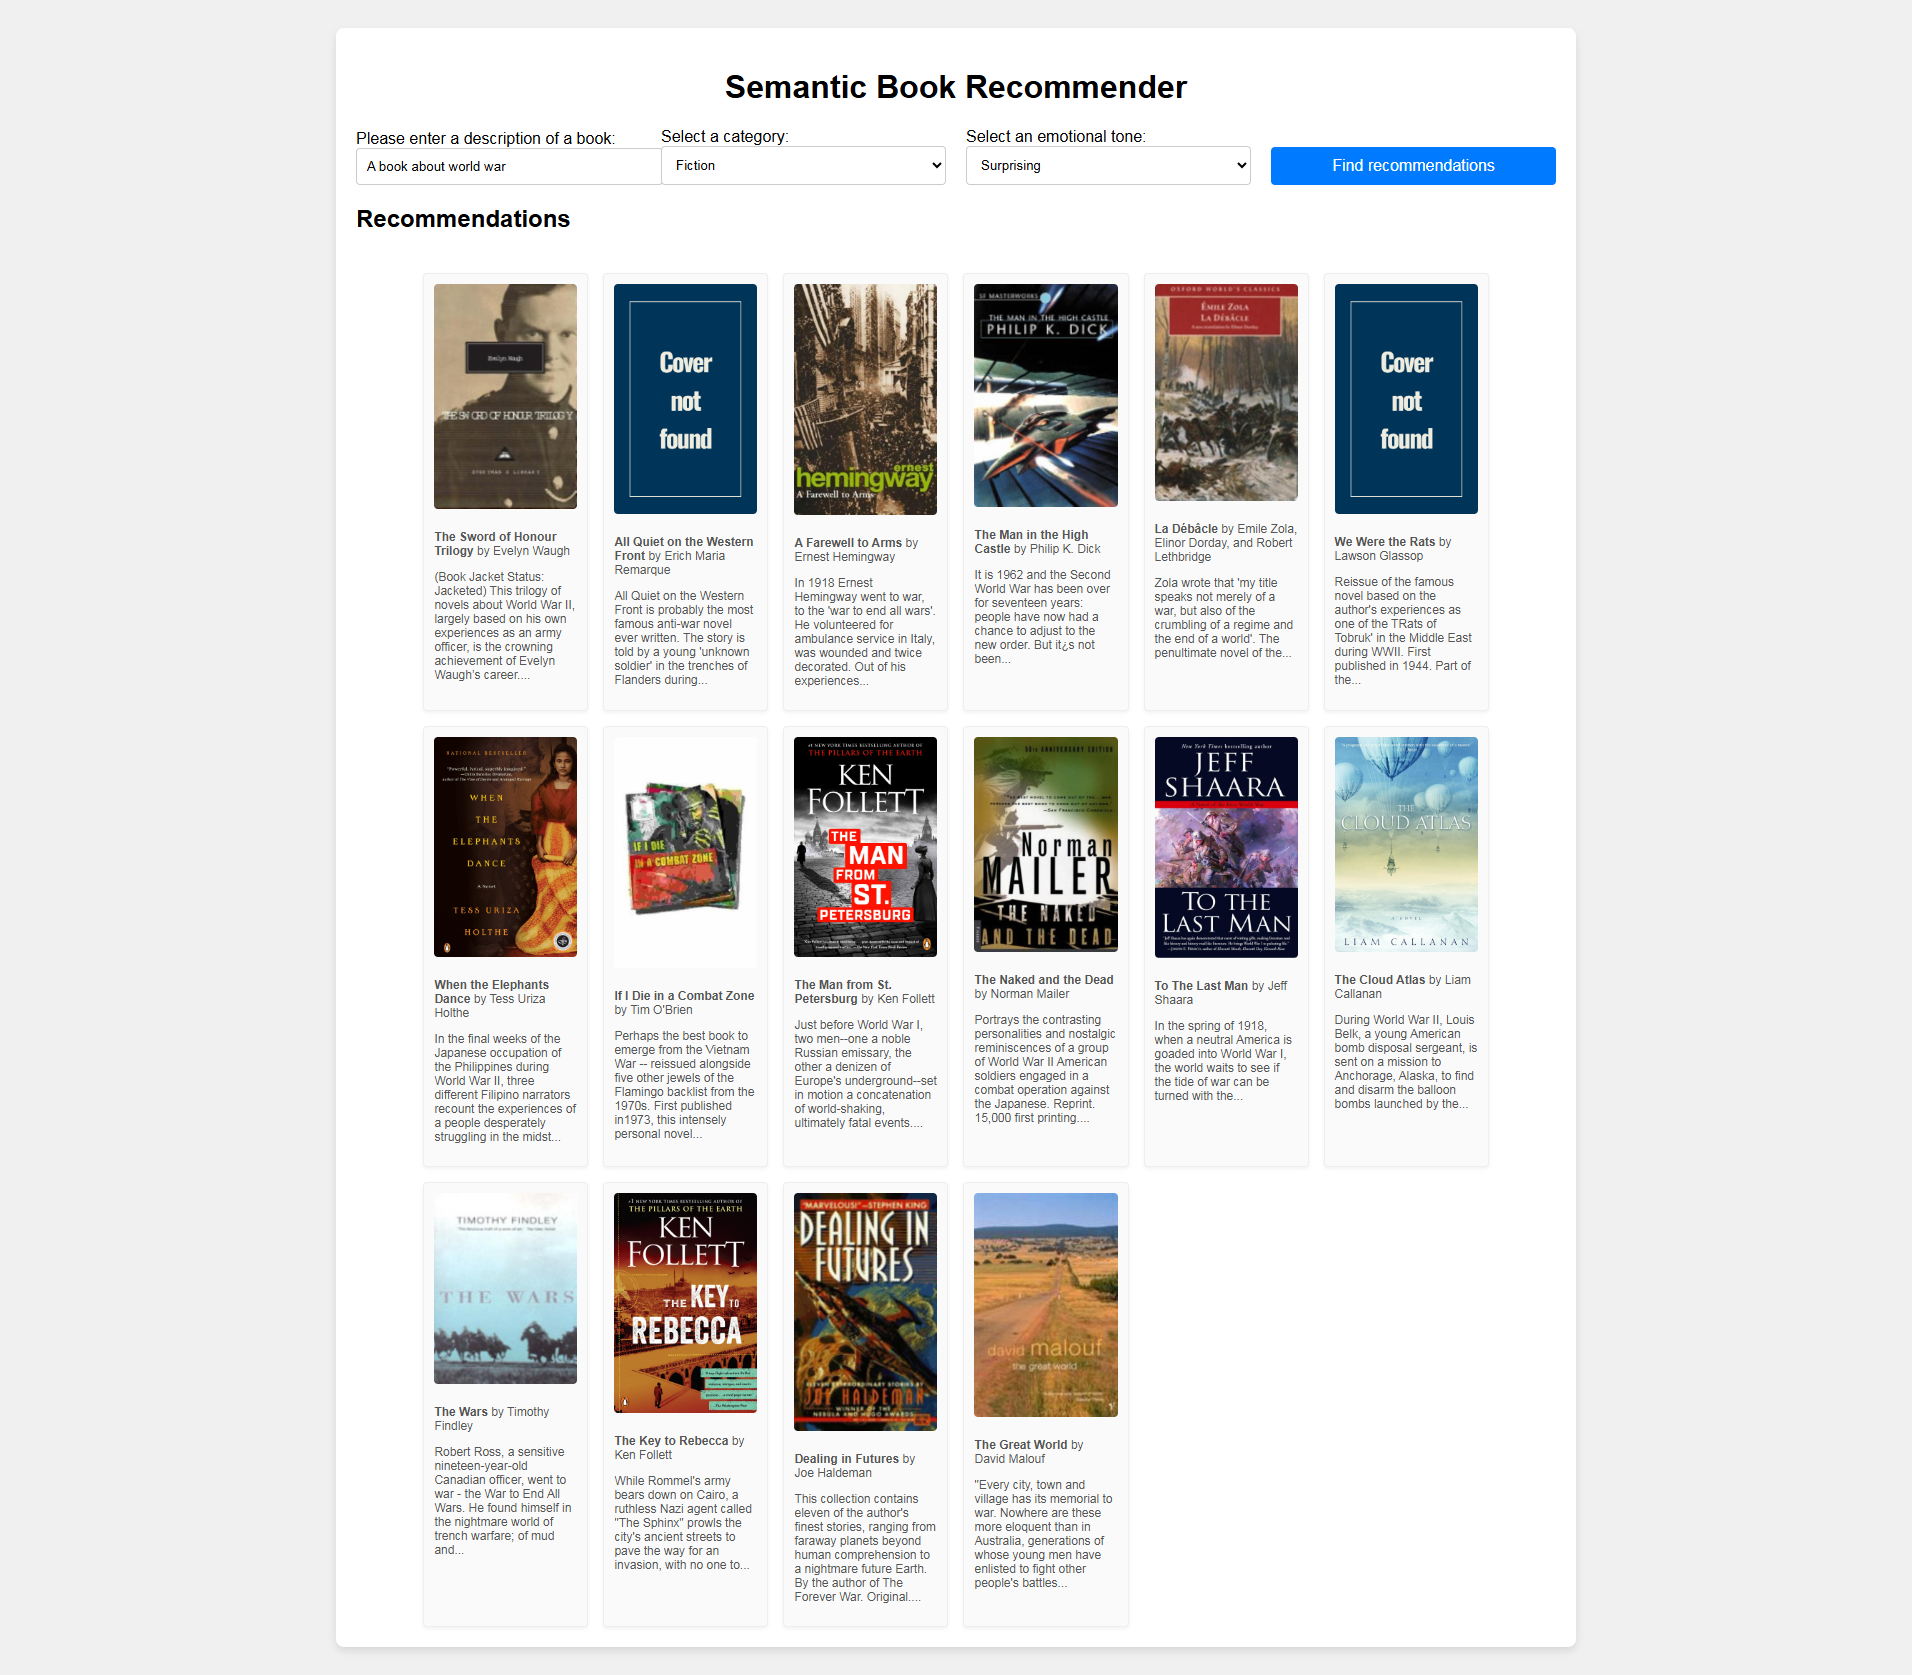 Semantic Book Recommender
Please enter a description of a book:
Select a category:
Select an emotional tone:
A book about world war
Fiction
Surprising
Find recommendations
Recommendations
Evelyn Waugh
THE SWORD OF HONOUR TRILOGY
EVERYMAN'S LIBRARY
The Sword of Honour
Trilogy by Evelyn Waugh
(Book Jacket Status:
Jacketed) This trilogy of
novels about World War II,
largely based on his own
experiences as an army
officer, is the crowning
achievement of Evelyn
Waugh's career....
Cover
not
found
All Quiet on the Western
Front by Erich Maria
Remarque
All Quiet on the Western
Front is probably the most
famous anti-war novel
ever written. The story is
told by a young 'unknown
soldier' in the trenches of
Flanders during...
ernest
hemingway
A Farewell to Arms
A Farewell to Arms by
Ernest Hemingway
In 1918 Ernest
Hemingway went to war,
to the 'war to end all wars'.
He volunteered for
ambulance service in Italy,
was wounded and twice
decorated. Out of his
experiences...
SF MASTERWORKS
THE MAN IN THE HIGH CASTLE
PHILIP K. DICK
The Man in the High
Castle by Philip K. Dick
It is 1962 and the Second
World War has been over
for seventeen years:
people have now had a
chance to adjust to the
new order. But it¿s not
been...
OXFORD WORLD'S CLASSICS
ÉMILE ZOLA
LA DÉBÂCLE
A new translation by Elinor Dorday
La Débâcle by Emile Zola,
Elinor Dorday, and Robert
Lethbridge
Zola wrote that 'my title
speaks not merely of a
war, but also of the
crumbling of a regime and
the end of a world'. The
penultimate novel of the...
Cover
not
found
We Were the Rats by
Lawson Glassop
Reissue of the famous
novel based on the
author's experiences as
one of the TRats of
Tobruk' in the Middle East
during WWII. First
published in 1944. Part of
the...
NATIONAL BESTSELLER
WHEN
THE
ELEPHANTS
DANCE
A Novel
TESS URIZA
HOLTHE
When the Elephants
Dance by Tess Uriza
Holthe
In the final weeks of the
Japanese occupation of
the Philippines during
World War II, three
different Filipino narrators
recount the experiences of
a people desperately
struggling in the midst...
IF I DIE
IN A COMBAT ZONE
If I Die in a Combat Zone
by Tim O'Brien
Perhaps the best book to
emerge from the Vietnam
War -- reissued alongside
five other jewels of the
Flamingo backlist from the
1970s. First published
in1973, this intensely
personal novel...
#1 NEW YORK TIMES BESTSELLING AUTHOR OF
THE PILLARS OF THE EARTH
KEN
FOLLETT
THE
MAN
FROM
ST.
PETERSBURG
The Man from St.
Petersburg by Ken Follett
Just before World War I,
two men--one a noble
Russian emissary, the
other a denizen of
Europe's underground--set
in motion a concatenation
of world-shaking,
ultimately fatal events....
50TH ANNIVERSARY EDITION
Norman
MAILER
THE NAKED
AND THE DEAD
The Naked and the Dead
by Norman Mailer
Portrays the contrasting
personalities and nostalgic
reminiscences of a group
of World War II American
soldiers engaged in a
combat operation against
the Japanese. Reprint.
15,000 first printing....
New York Times bestselling author
JEFF
SHAARA
TO THE
LAST MAN
To The Last Man by Jeff
Shaara
In the spring of 1918,
when a neutral America is
goaded into World War I,
the world waits to see if
the tide of war can be
turned with the...
THE
CLOUD ATLAS
A NOVEL
LIAM CALLANAN
The Cloud Atlas by Liam
Callanan
During World War II, Louis
Belk, a young American
bomb disposal sergeant, is
sent on a mission to
Anchorage, Alaska, to find
and disarm the balloon
bombs launched by the...
TIMOTHY FINDLEY
THE WARS
The Wars by Timothy
Findley
Robert Ross, a sensitive
nineteen-year-old
Canadian officer, went to
war - the War to End All
Wars. He found himself in
the nightmare world of
trench warfare; of mud
and...
#1 NEW YORK TIMES BESTSELLING AUTHOR OF
THE PILLARS OF THE EARTH
KEN
FOLLETT
THE KEY TO
REBECCA
The Key to Rebecca by
Ken Follett
While Rommel's army
bears down on Cairo, a
ruthless Nazi agent called
"The Sphinx" prowls the
city's ancient streets to
pave the way for an
invasion, with no one to...
"MARVELOUS!"—STEPHEN KING
DEALING IN
FUTURES
ELEVEN EXTRAORDINARY STORIES BY
JOE HALDEMAN
WINNER OF THE
NEBULA AND HUGO AWARDS
Dealing in Futures by
Joe Haldeman
This collection contains
eleven of the author's
finest stories, ranging from
faraway planets beyond
human comprehension to
a nightmare future Earth.
By the author of The
Forever War. Original....
david malouf
the great world
The Great World by
David Malouf
"Every city, town and
village has its memorial to
war. Nowhere are these
more eloquent than in
Australia, generations of
whose young men have
enlisted to fight other
people's battles...